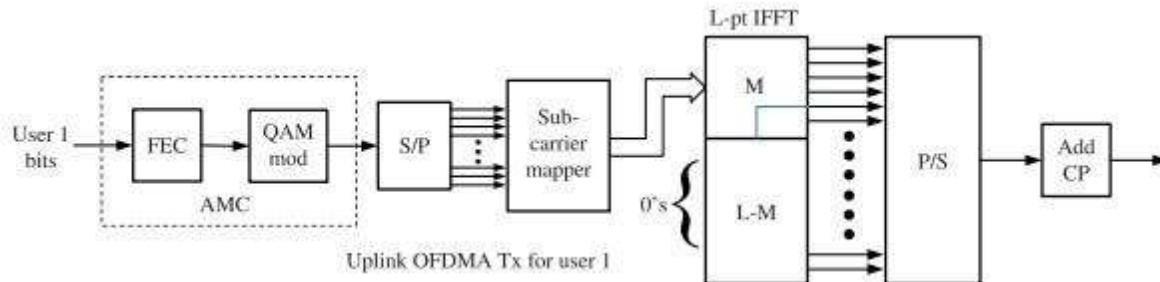 L-pt IFFT
User 1
bits
FEC
QAM
mod
AMC
S/P
Sub-
carrier
mapper
M
0's
L-M
P/S
Add
CP
Uplink OFDMA Tx for user 1